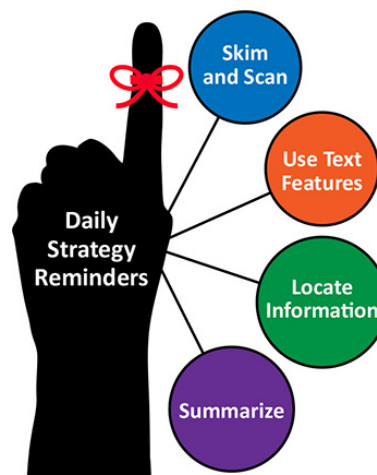 Skim
and Scan
Use Text
Features
Daily
Strategy
Reminders
Locate
Information
Summarize